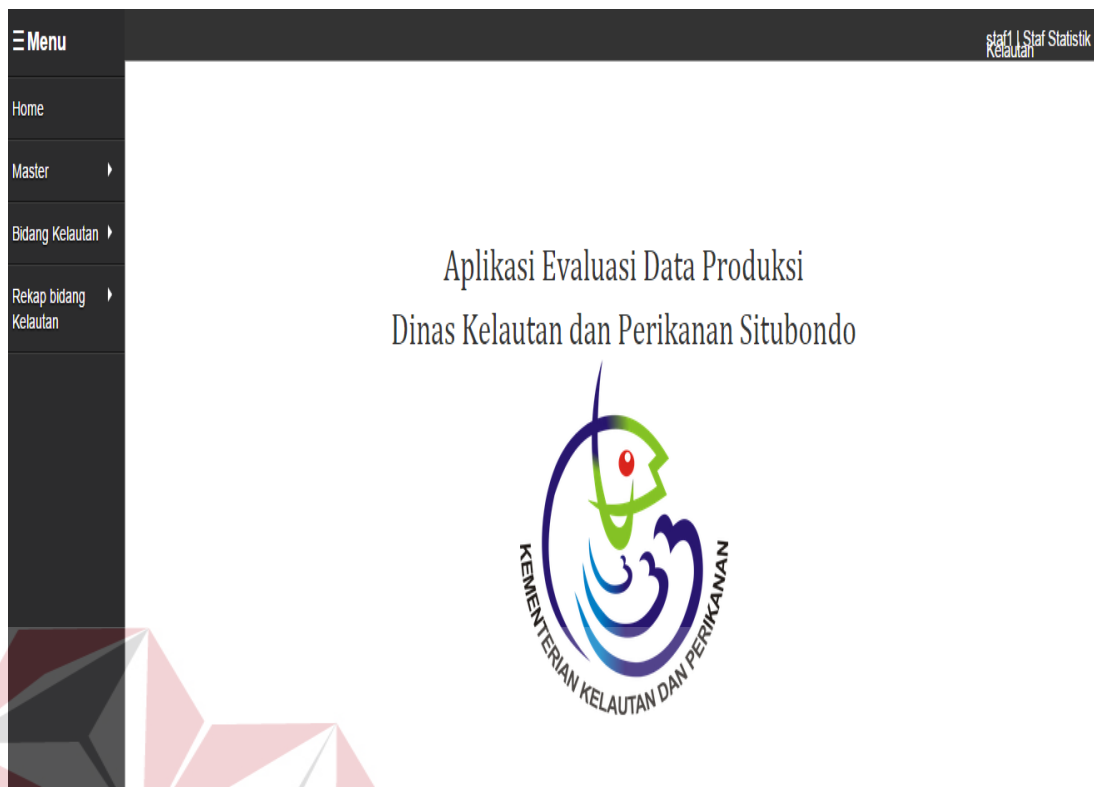 ☰ Menu
staf1 | Staf Statistik
Kelautan
Home
Master
Bidang Kelautan
Rekap bidang
Kelautan
Aplikasi Evaluasi Data Produksi
Dinas Kelautan dan Perikanan Situbondo
KEMENTERIAN KELAUTAN DAN PERIKANAN